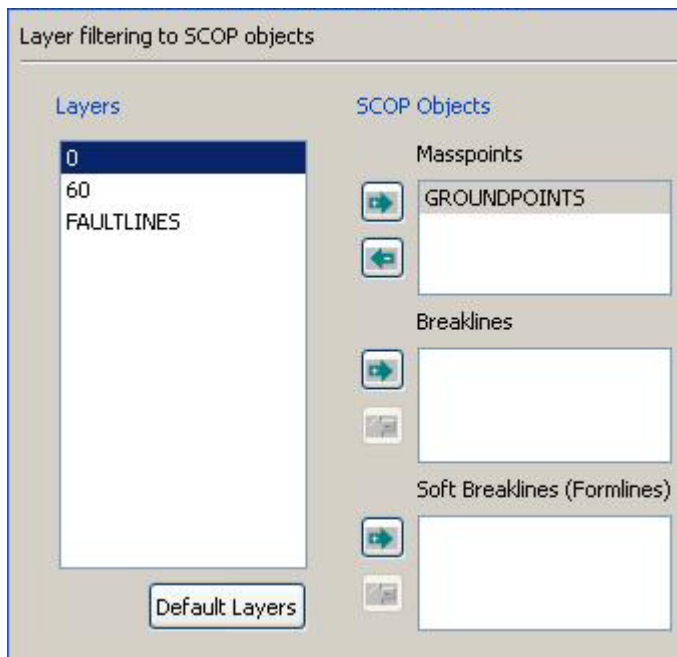 Layer filtering to SCOP objects
Layers
0
60
FAULTLINES
Default Layers
SCOP Objects
Masspoints
GROUNDPOINTS
Breaklines
Soft Breaklines (Formlines)